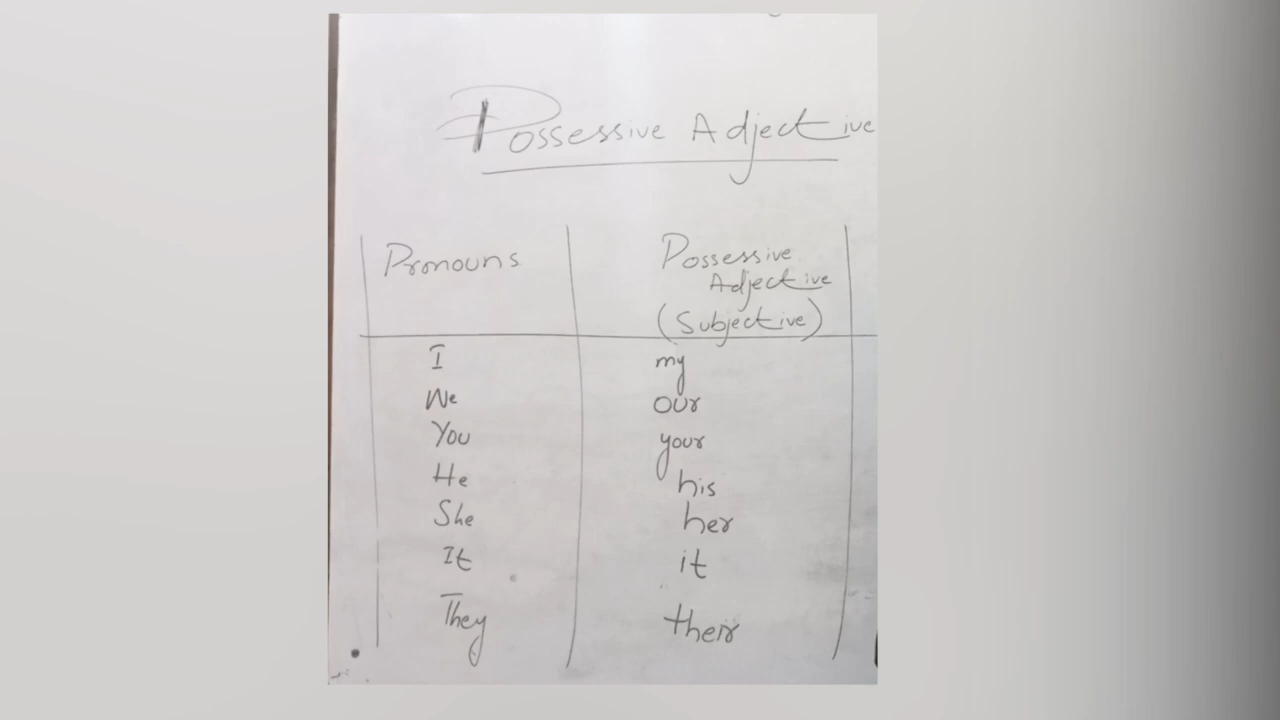 Possessive Adjective
Pronouns
Possessive
Adjective
(Subjective)
I my
We our
You your
He his
She her
It it
They their